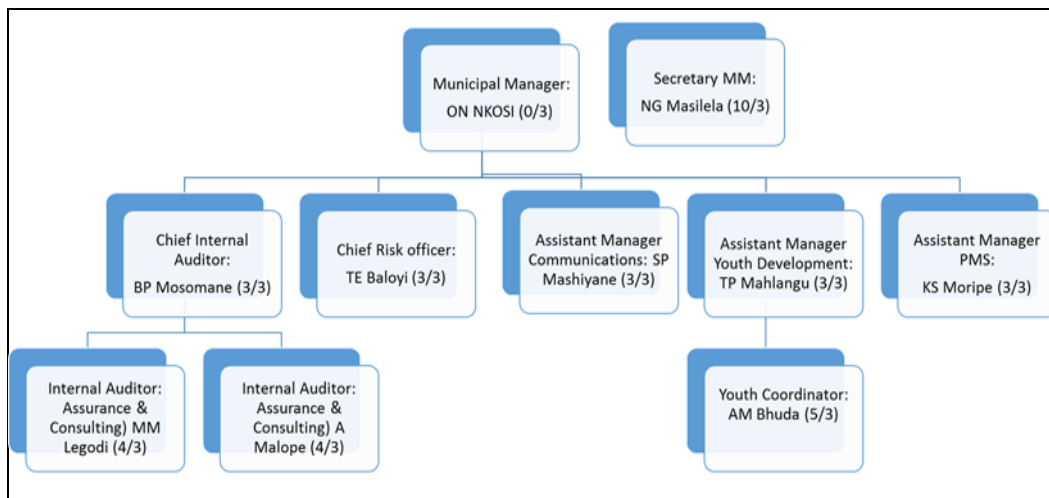 Municipal Manager:
ON NKOSI (0/3)
Secretary MM:
NG Masilela (10/3)
Chief Internal
Auditor:
BP Mosomane (3/3)
Chief Risk officer:
TE Baloyi (3/3)
Assistant Manager
Communications: SP
Mashiyane (3/3)
Assistant Manager
Youth Development:
TP Mahlangu (3/3)
Assistant Manager
PMS:
KS Moripe (3/3)
Internal Auditor:
Assurance &
Consulting) MM
Legodi (4/3)
Internal Auditor:
Assurance &
Consulting) A
Malope (4/3)
Youth Coordinator:
AM Bhuda (5/3)